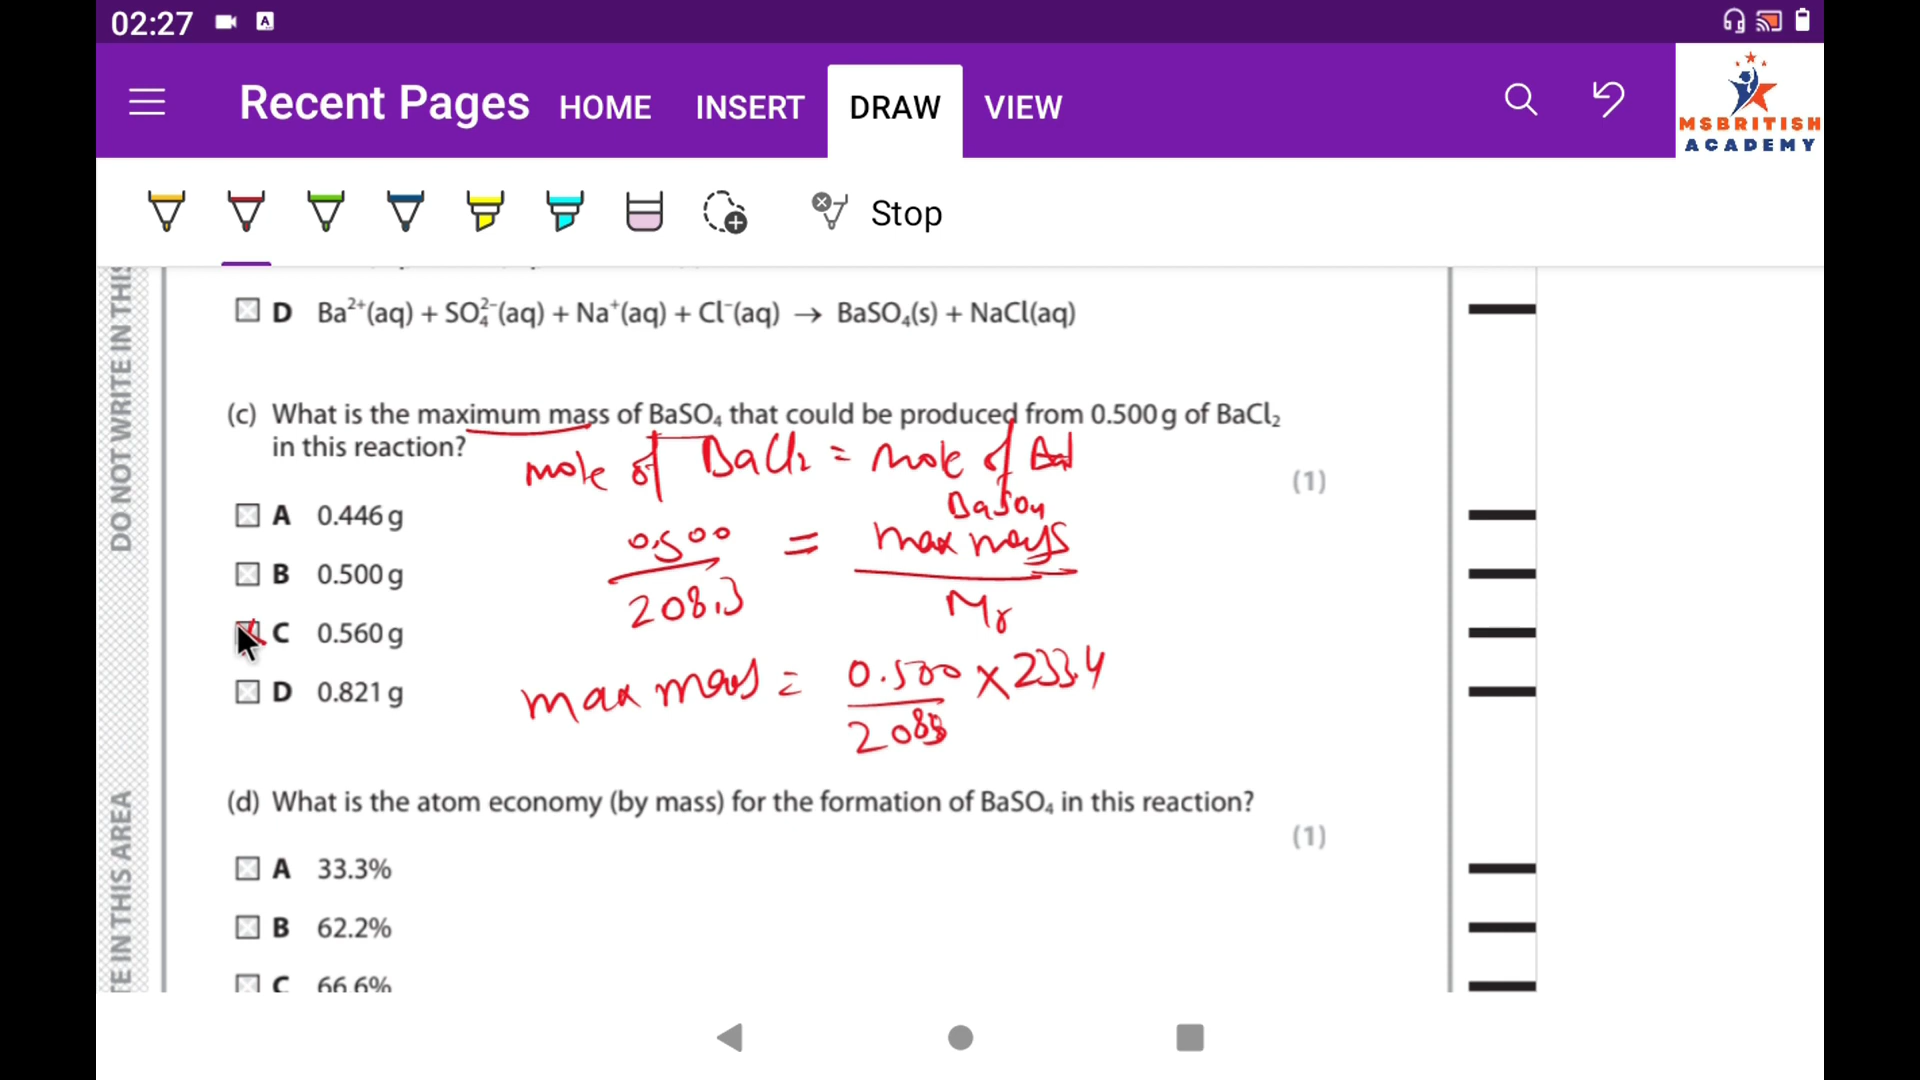 02:27
A
Recent Pages HOME INSERT DRAW VIEW
MSBRITISH
ACADEMY
Stop
DO NOT WRITE IN THIS
D Ba²⁺(aq) + SO₄²⁻(aq) + Na⁺(aq) + Cl⁻(aq) → BaSO₄(s) + NaCl(aq)
(c) What is the maximum mass of BaSO₄ that could be produced from 0.500 g of BaCl₂
in this reaction?
mole of BaCl₂ = mole of
BaSO₄
(1)
A 0.446 g
B 0.500 g
C 0.560 g
D 0.821 g
0.500 = max mass
208.3 Mr
max mass = 0.500 × 233.4
208.3
(d) What is the atom economy (by mass) for the formation of BaSO₄ in this reaction?
(1)
A 33.3%
B 62.2%
C 66.6%
TE IN THIS AREA